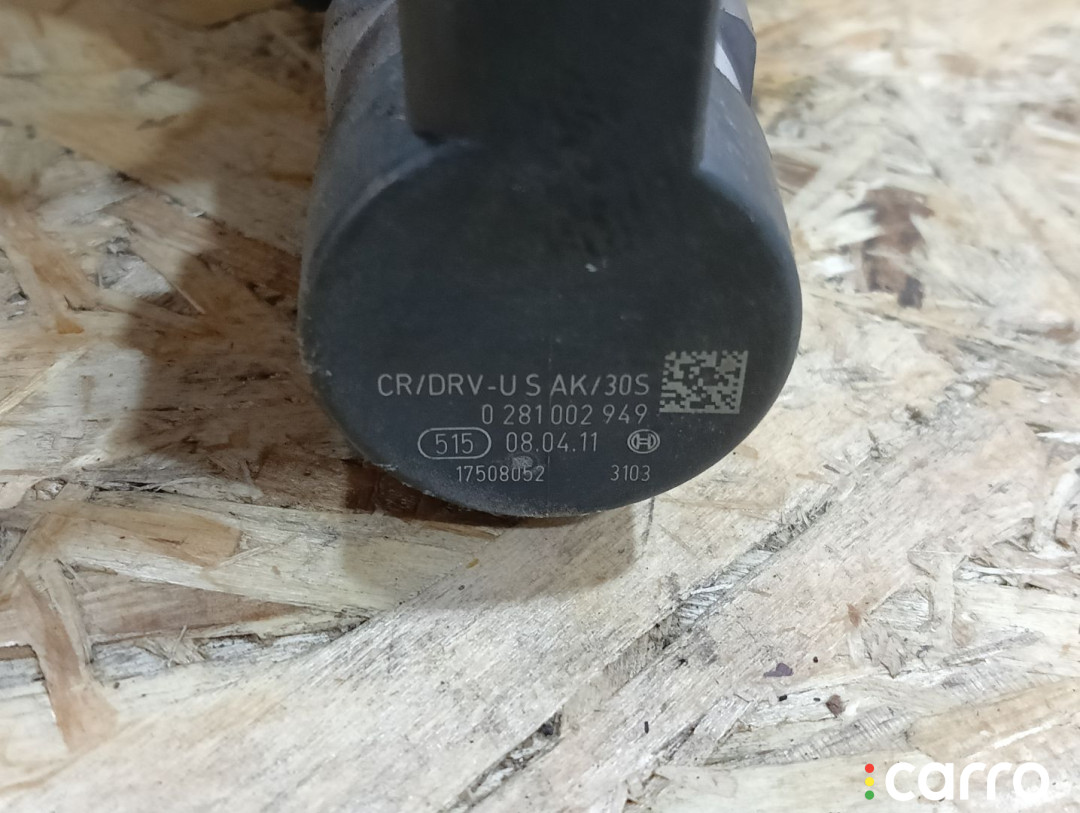 CR/DRV-U S AK/30S
0 281 002 949
515 08.04.11
17508052 3103
carro